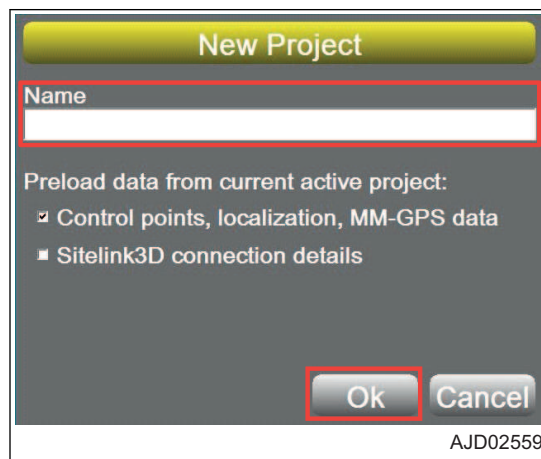 New Project
Name
Preload data from current active project:
Control points, localization, MM-GPS data
Sitelink3D connection details
Ok Cancel
AJD02559